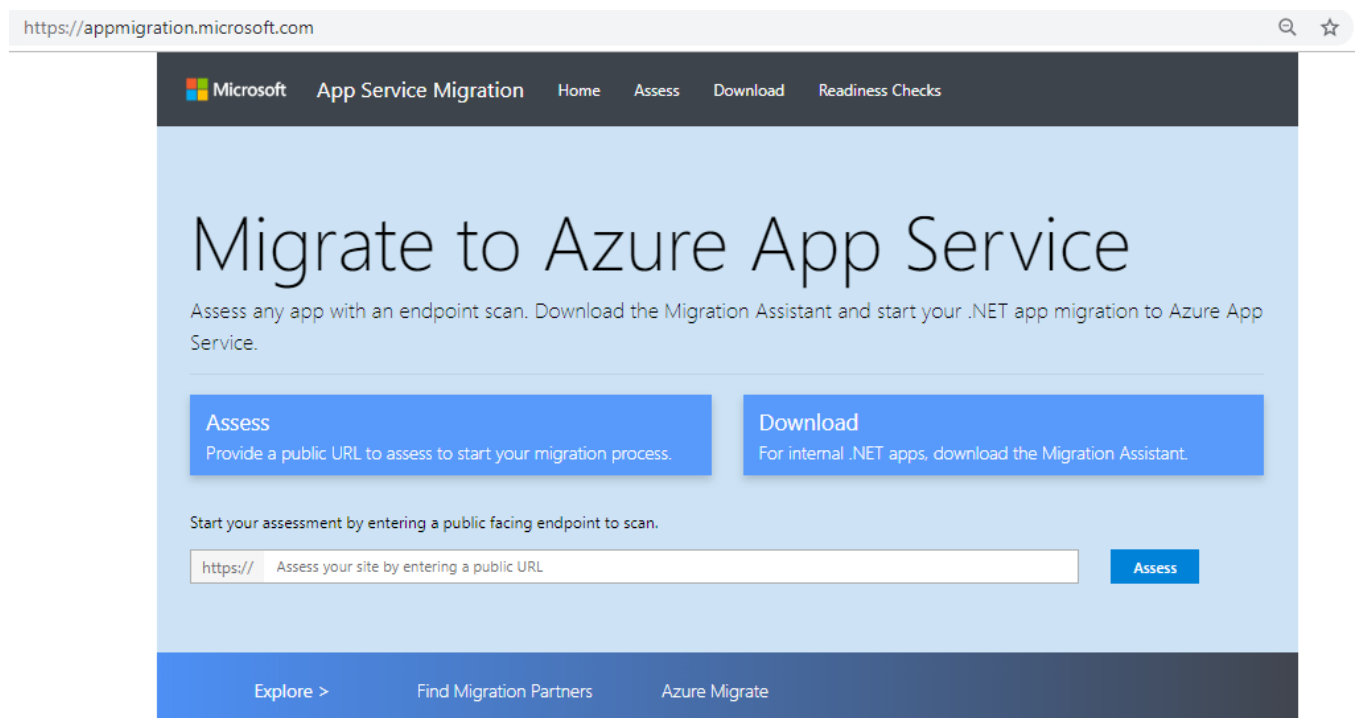 https://appmigration.microsoft.com
Microsoft App Service Migration Home Assess Download Readiness Checks
Migrate to Azure App Service
Assess any app with an endpoint scan. Download the Migration Assistant and start your .NET app migration to Azure App
Service.
Assess
Provide a public URL to assess to start your migration process.
Download
For internal .NET apps, download the Migration Assistant.
Start your assessment by entering a public facing endpoint to scan.
https:// Assess your site by entering a public URL Assess
Explore > Find Migration Partners Azure Migrate